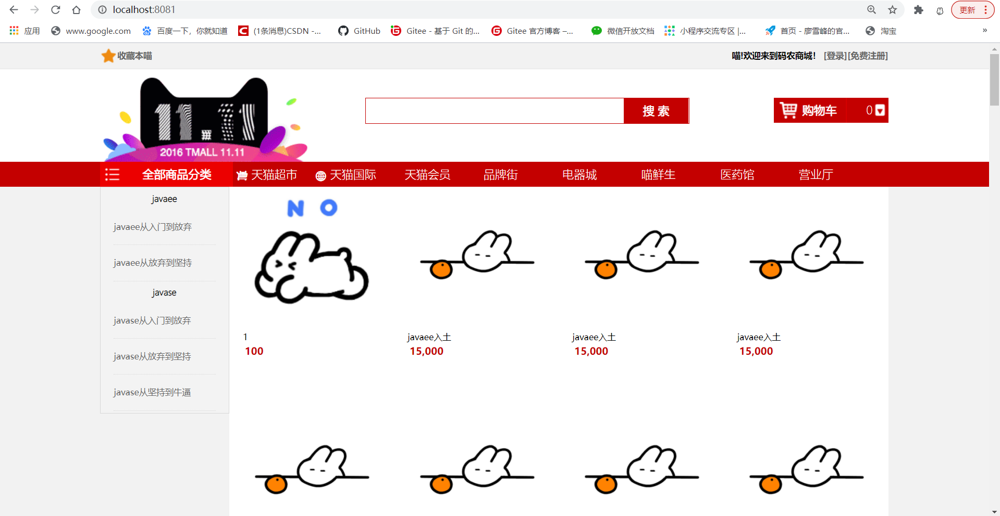 localhost:8081
更新
应用 www.google.com 百度一下，你就知道 (1条消息)CSDN -... GitHub Gitee - 基于 Git 的... Gitee 官方博客 –... 微信开放文档 小程序交流专区 |... 首页 - 廖雪峰的官... 淘宝 »
收藏本喵 喵!欢迎来到码农商城！ [登录][免费注册]
11.11
2016 TMALL 11.11
搜 索
购物车 0
全部商品分类 天猫超市 天猫国际 天猫会员 品牌街 电器城 喵鲜生 医药馆 营业厅
javaee
javaee从入门到放弃
javaee从放弃到坚持
javase
javase从入门到放弃
javase从放弃到坚持
javase从坚持到牛逼
N O
1 javaee入土 javaee入土 javaee入土
100 15,000 15,000 15,000